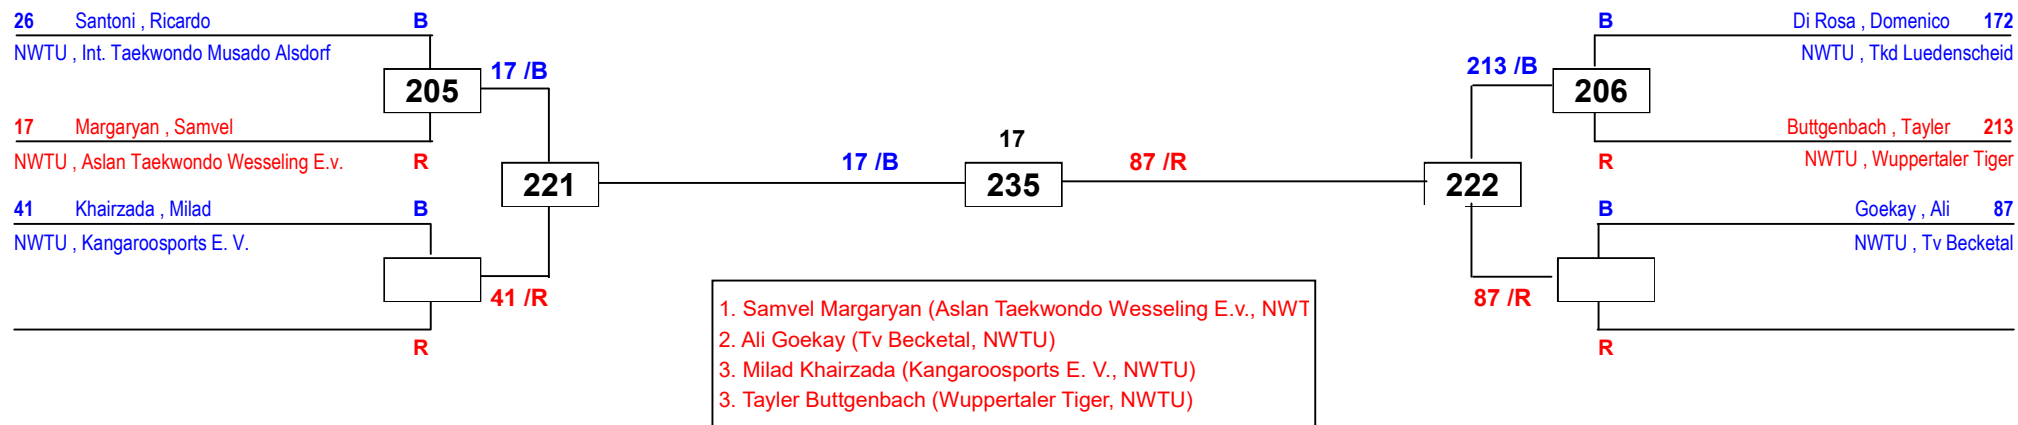 26 Santoni , Ricardo B
NWTU , Int. Taekwondo Musado Alsdorf
205
17 /B
17 Margaryan , Samvel
NWTU , Aslan Taekwondo Wesseling E.v. R
221
41 Khairzada , Milad B
NWTU , Kangaroosports E. V.
41 /R
R
17 /B
17
235
87 /R
B Di Rosa , Domenico 172
NWTU , Tkd Luedenscheid
213 /B
206
Buttgenbach , Tayler 213
R NWTU , Wuppertaler Tiger
222
B Goekay , Ali 87
NWTU , Tv Becketal
87 /R
R
1. Samvel Margaryan (Aslan Taekwondo Wesseling E.v., NWT
2. Ali Goekay (Tv Becketal, NWTU)
3. Milad Khairzada (Kangaroosports E. V., NWTU)
3. Tayler Buttgenbach (Wuppertaler Tiger, NWTU)